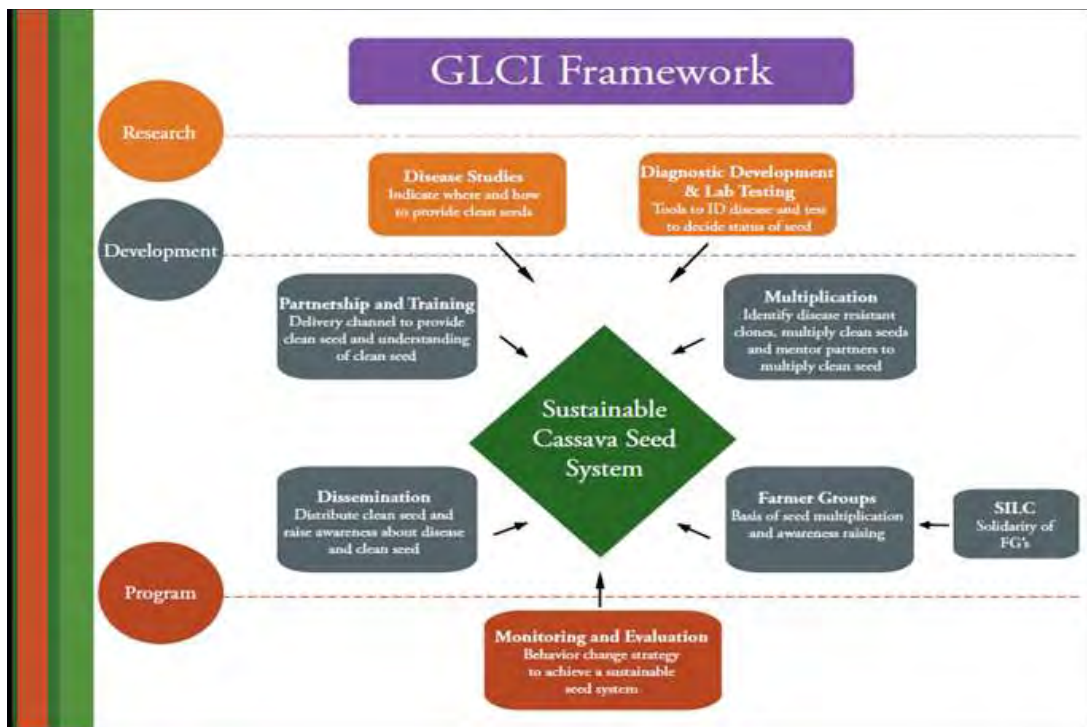 GLCI Framework
Research
Disease Studies
Indicate where and how
to provide clean seeds
Diagnostic Development
& Lab Testing
Tools to ID disease and test
to decide status of seed
Development
Partnership and Training
Delivery channel to provide
clean seed and understanding
of clean seed
Multiplication
Identify disease resistant
clones, multiply clean seeds
and mentor partners to
multiply clean seed
Sustainable
Cassava Seed
System
Dissemination
Distribute clean seed and
raise awareness about disease
and clean seed
Farmer Groups
Basis of seed multiplication
and awareness raising
SILC
Solidarity of
FG's
Program
Monitoring and Evaluation
Behavior change strategy
to achieve a sustainable
seed system